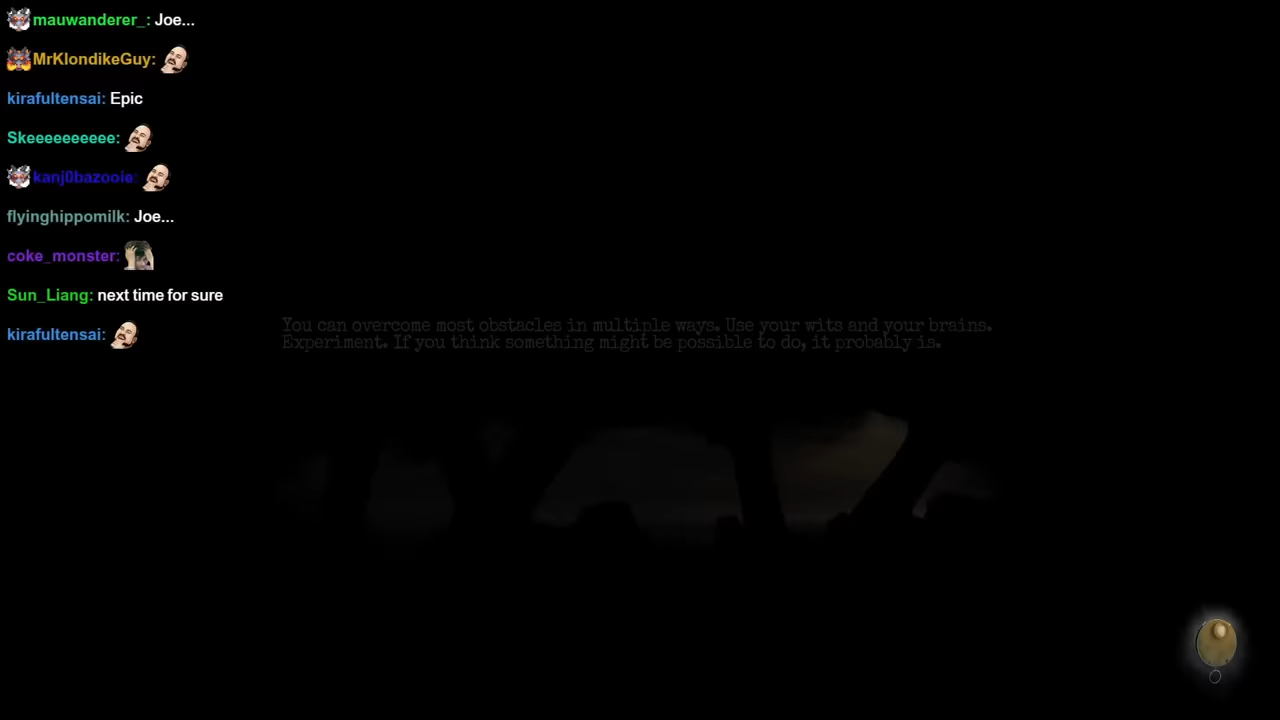 mauwanderer_: Joe...
MrKlondikeGuy:
kirafultensai: Epic
Skeeeeeeeeee:
kanj0bazooie:
flyinghippomilk: Joe...
coke_monster:
Sun_Liang: next time for sure
You can overcome most obstacles in multiple ways. Use your wits and your brains.
kirafultensai:
Experiment. If you think something might be possible to do, it probably is.